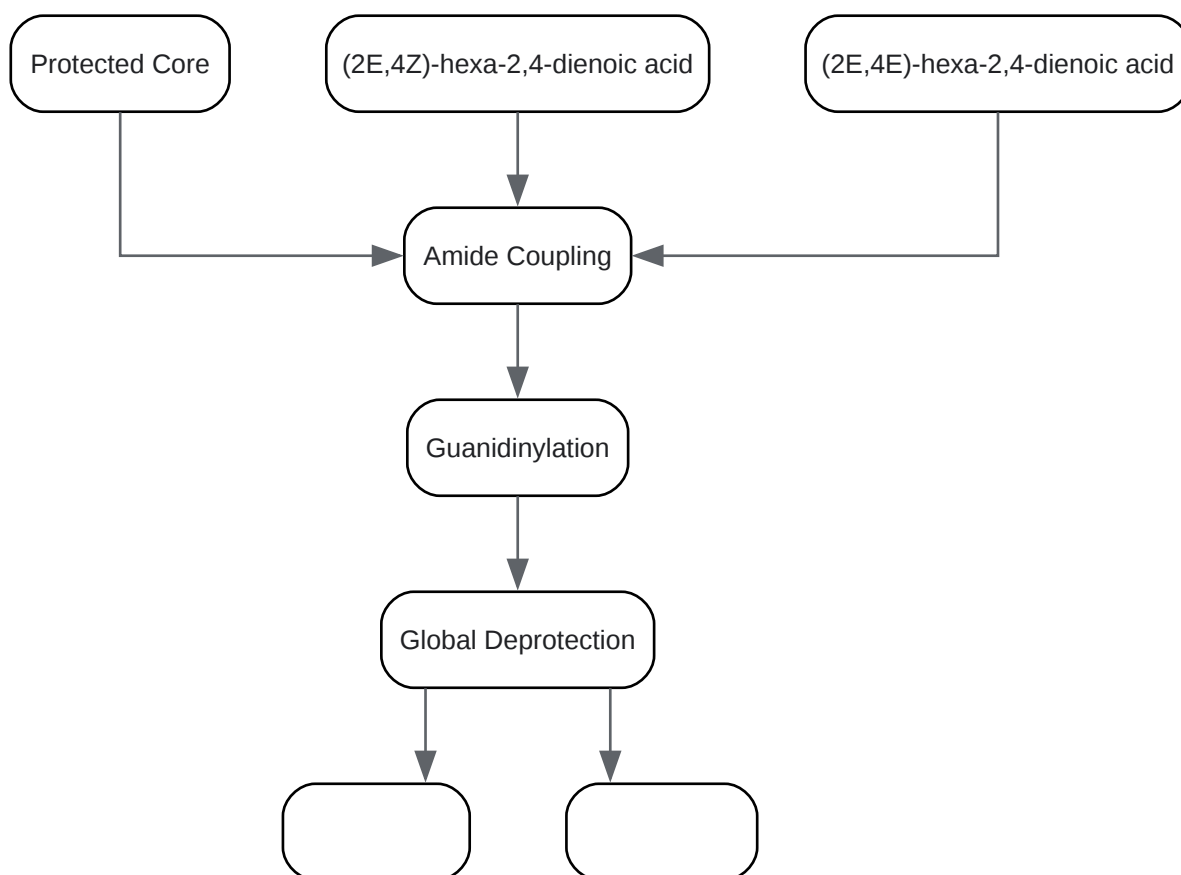 Protected Core
(2E,4Z)-hexa-2,4-dienoic acid
(2E,4E)-hexa-2,4-dienoic acid
Amide Coupling
Guanidinylation
Global Deprotection